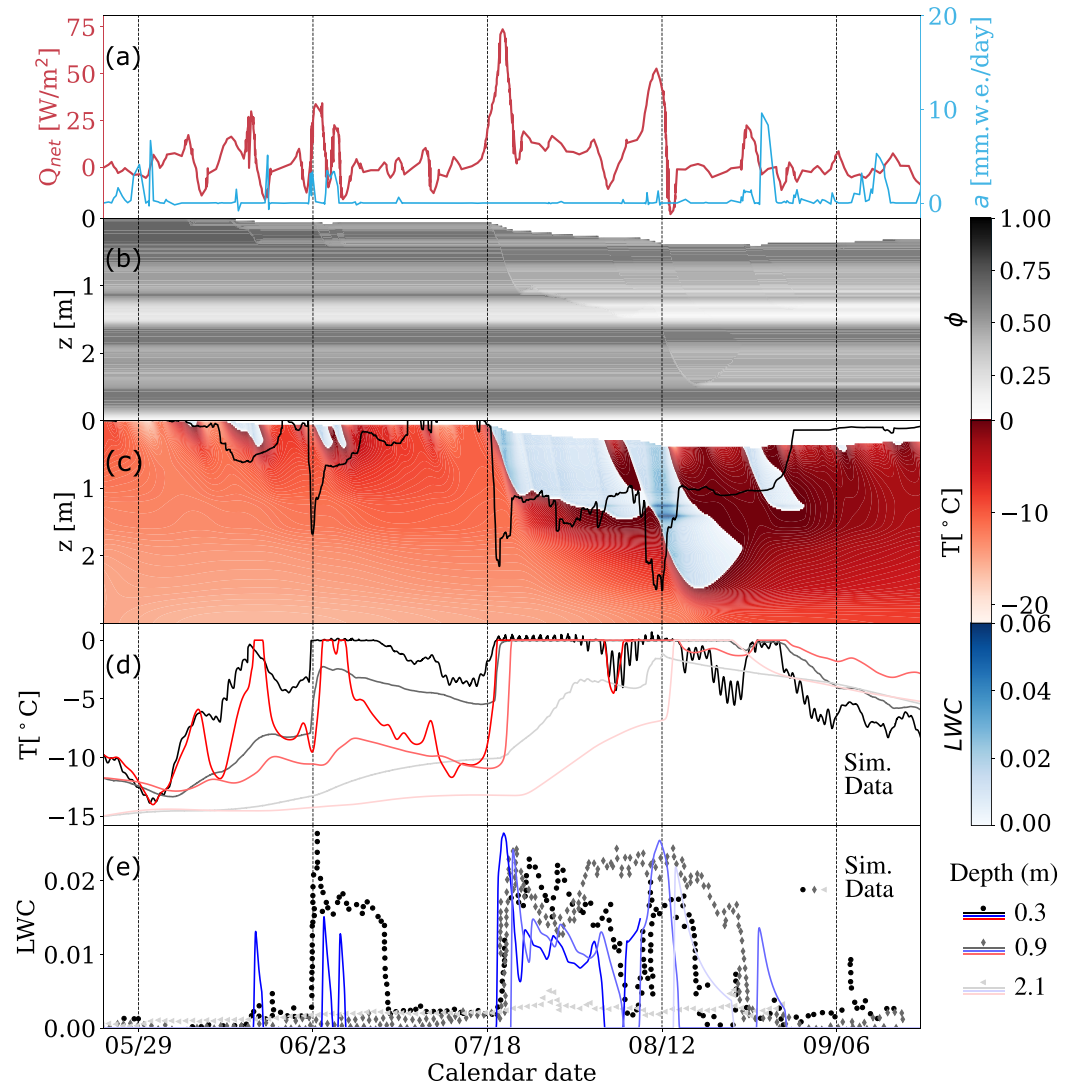 (a)
Q_net [W/m²]
75
50
25
0
20
10
0
a [mm.w.e./day]
(b)
z [m]
0
1
2
1.00
0.75
0.50
0.25
0
ϕ
(c)
z [m]
0
1
2
0
−10
−20
T[°C]
(d)
T[°C]
0
−5
−10
−15
Sim.
Data
0.06
0.04
0.02
0.00
LWC
(e)
LWC
0.02
0.01
0.00
Sim.
Data
Depth (m)
0.3
0.9
2.1
05/29 06/23 07/18 08/12 09/06
Calendar date